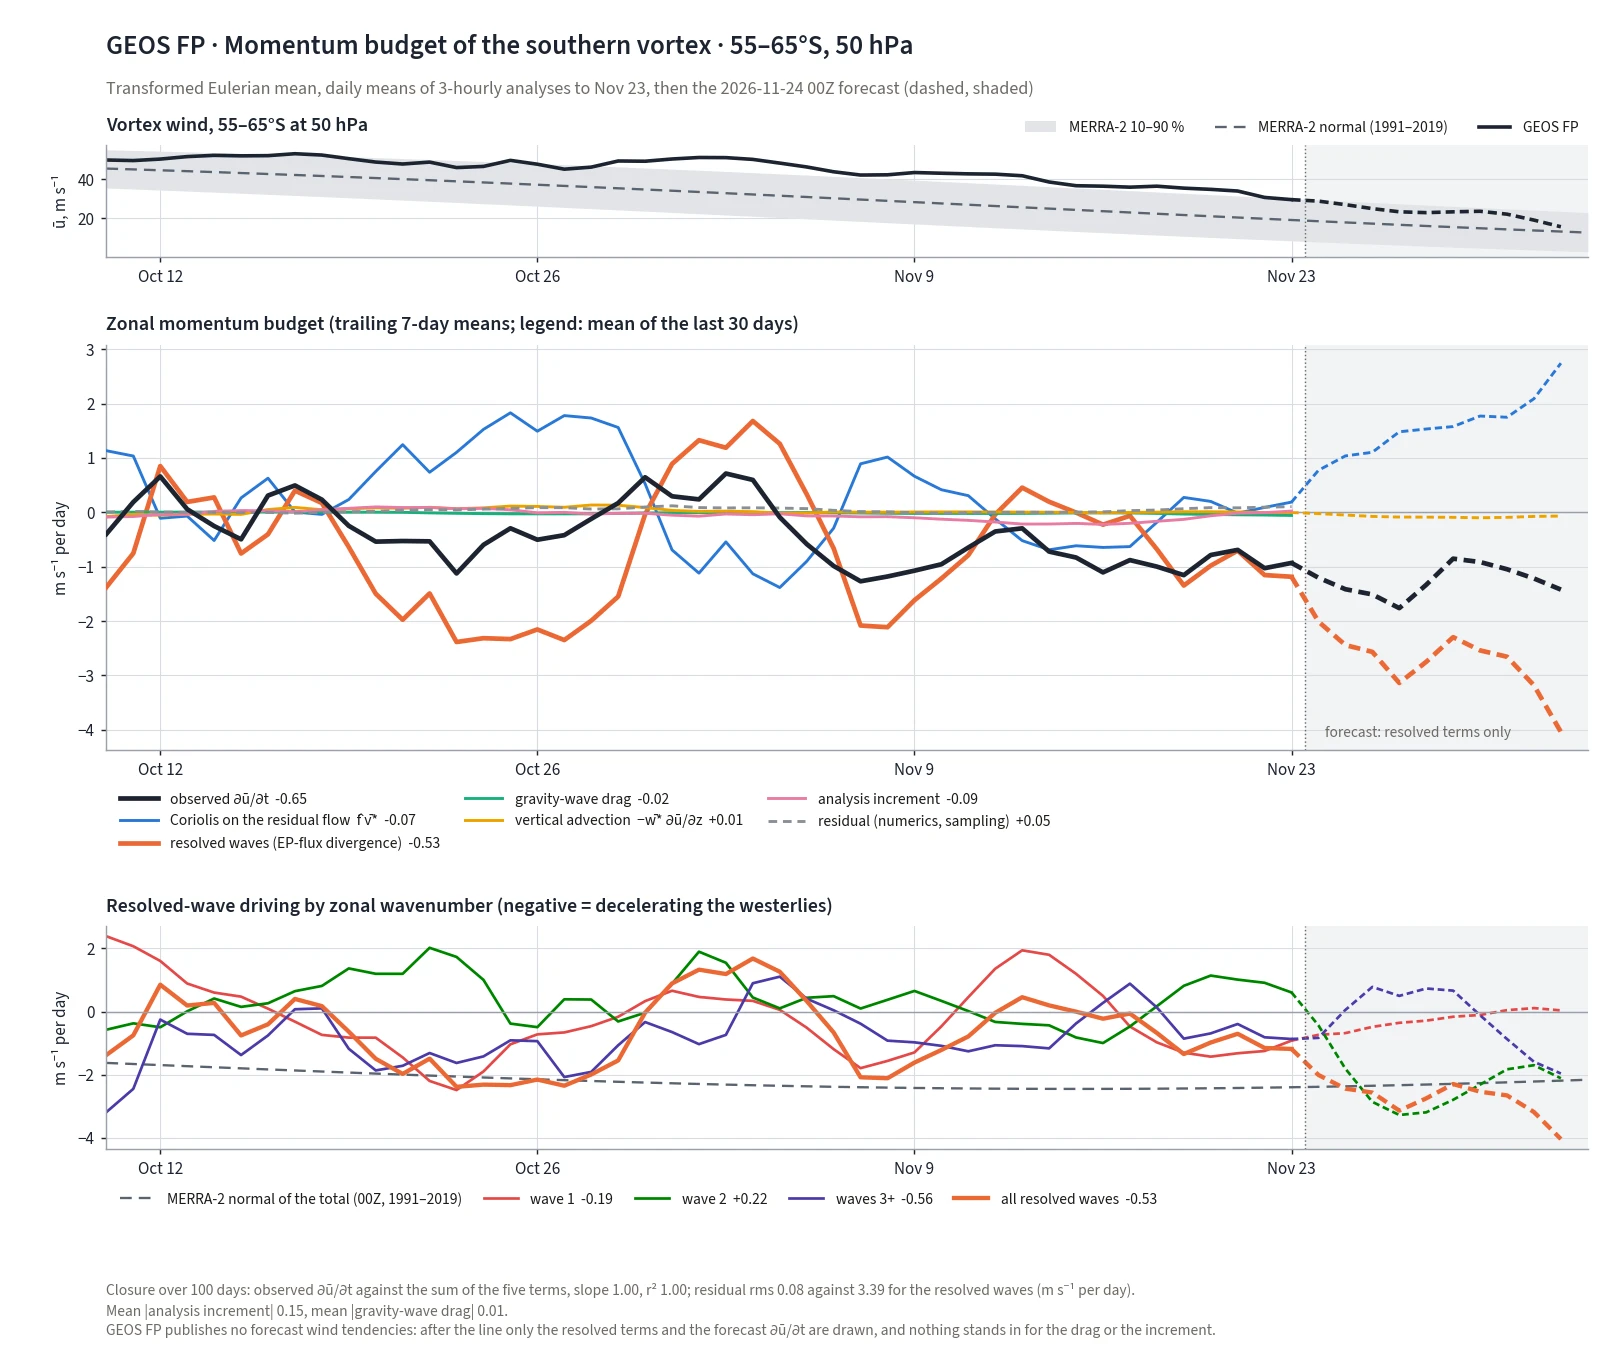 GEOS FP · Momentum budget of the southern vortex · 55–65°S, 50 hPa
Transformed Eulerian mean, daily means of 3-hourly analyses to Nov 23, then the 2026-11-24 00Z forecast (dashed, shaded)
Vortex wind, 55–65°S at 50 hPa
MERRA-2 10–90 %
MERRA-2 normal (1991–2019)
GEOS FP
ū, m s⁻¹
40
20
Oct 12
Oct 26
Nov 9
Nov 23
Zonal momentum budget (trailing 7-day means; legend: mean of the last 30 days)
m s⁻¹ per day
3
2
1
0
−1
−2
−3
−4
forecast: resolved terms only
Oct 12
Oct 26
Nov 9
Nov 23
observed ∂ū/∂t -0.65
Coriolis on the residual flow f v̄* -0.07
resolved waves (EP-flux divergence) -0.53
gravity-wave drag -0.02
vertical advection −w̄* ∂ū/∂z +0.01
analysis increment -0.09
residual (numerics, sampling) +0.05
Resolved-wave driving by zonal wavenumber (negative = decelerating the westerlies)
m s⁻¹ per day
2
0
−2
−4
Oct 12
Oct 26
Nov 9
Nov 23
MERRA-2 normal of the total (00Z, 1991–2019)
wave 1 -0.19
wave 2 +0.22
waves 3+ -0.56
all resolved waves -0.53
Closure over 100 days: observed ∂ū/∂t against the sum of the five terms, slope 1.00, r² 1.00; residual rms 0.08 against 3.39 for the resolved waves (m s⁻¹ per day).
Mean |analysis increment| 0.15, mean |gravity-wave drag| 0.01.
GEOS FP publishes no forecast wind tendencies: after the line only the resolved terms and the forecast ∂ū/∂t are drawn, and nothing stands in for the drag or the increment.